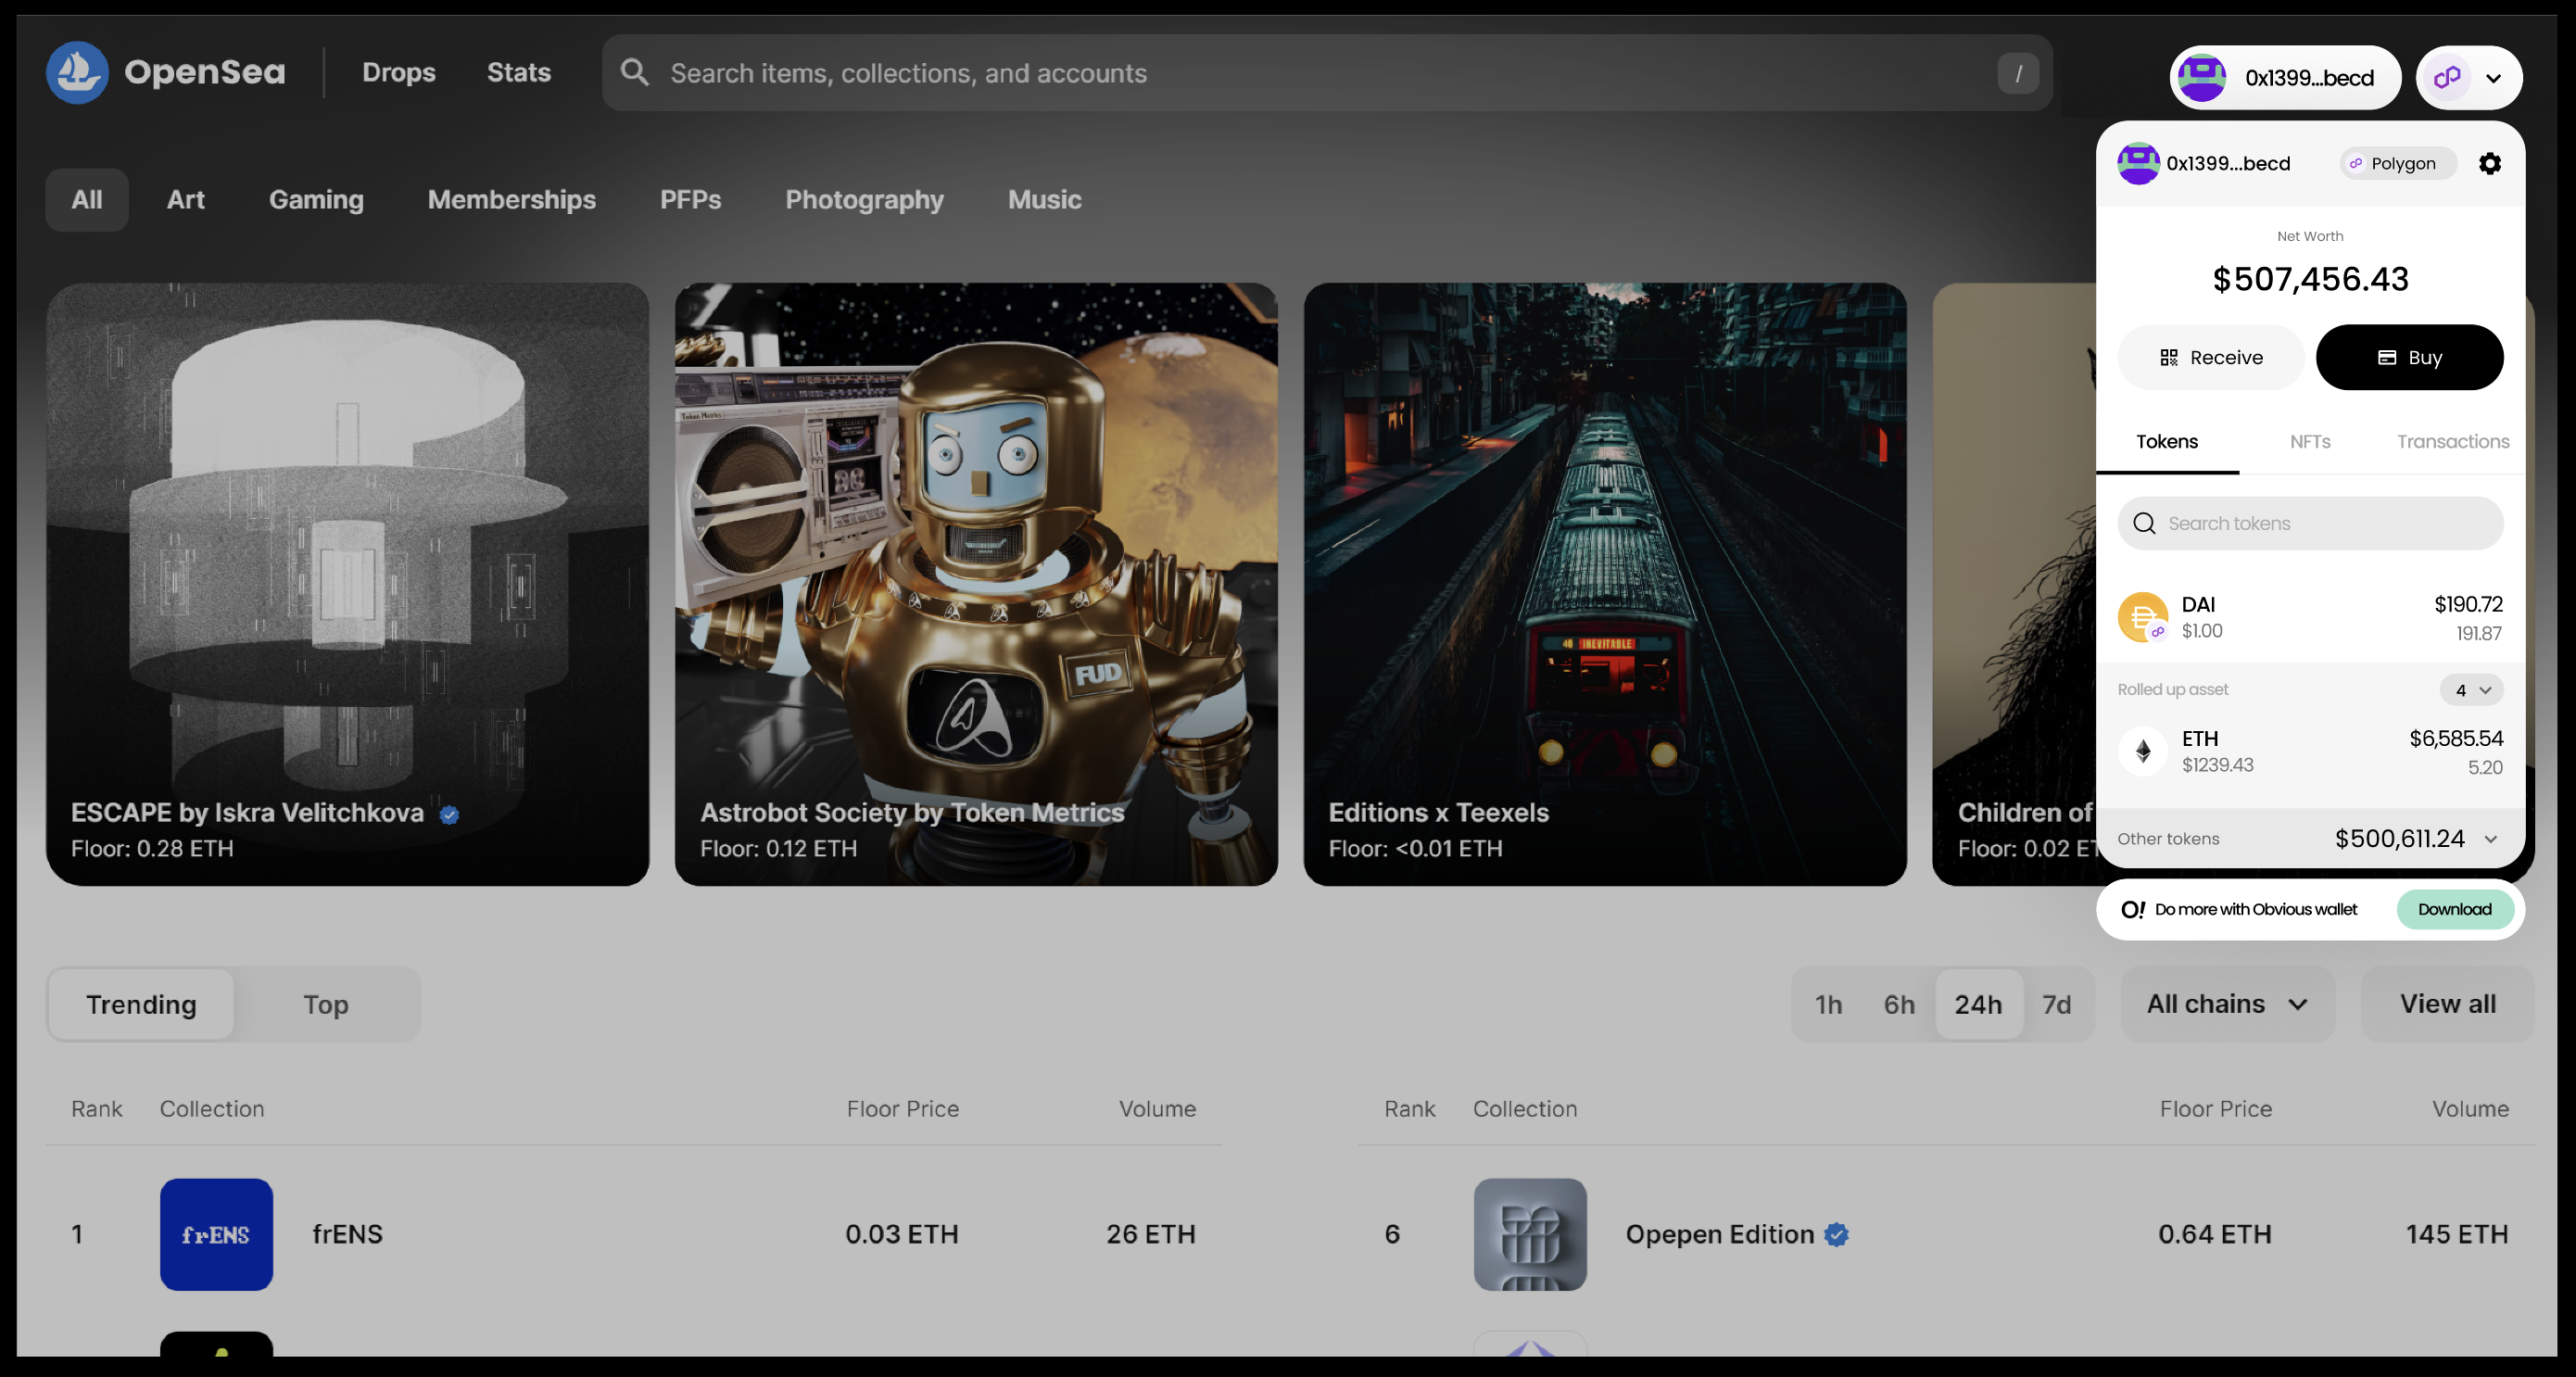 OpenSea
Drops
Stats
Search items, collections, and accounts
/
0x1399...becd
All
Art
Gaming
Memberships
PFPs
Photography
Music
0x1399...becd
Polygon
Net Worth
$507,456.43
Receive
Buy
Tokens
NFTs
Transactions
Search tokens
DAI
$190.72
$1.00
191.87
Rolled up asset
4
ETH
$6,585.54
$1239.43
5.20
Other tokens
$500,611.24
O! Do more with Obvious wallet
Download
Token Metrics
FUD
40 INEVITABLE
ESCAPE by Iskra Velitchkova
Floor: 0.28 ETH
Astrobot Society by Token Metrics
Floor: 0.12 ETH
Editions x Teexels
Floor: <0.01 ETH
Children of
Floor: 0.02 ET
Trending
Top
1h
6h
24h
7d
All chains
View all
Rank
Collection
Floor Price
Volume
Rank
Collection
Floor Price
Volume
1
frENS
frENS
0.03 ETH
26 ETH
6
Opepen Edition
0.64 ETH
145 ETH